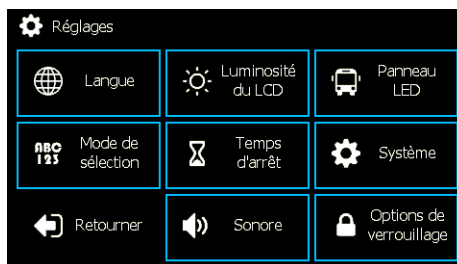 Réglages
Langue
Luminosité
du LCD
Panneau
LED
ABC
123
Mode de
sélection
Temps
d'arrêt
Système
Retourner
Sonore
Options de
verrouillage